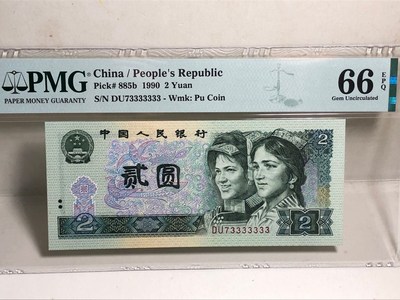 PMG
PAPER MONEY GUARANTY
China / People's Republic
Pick# 885b 1990 2 Yuan
S/N DU73333333 - Wmk: Pu Coin
66 EPQ
Gem Uncirculated
中国人民银行
2
贰圆
2
2
DU73333333